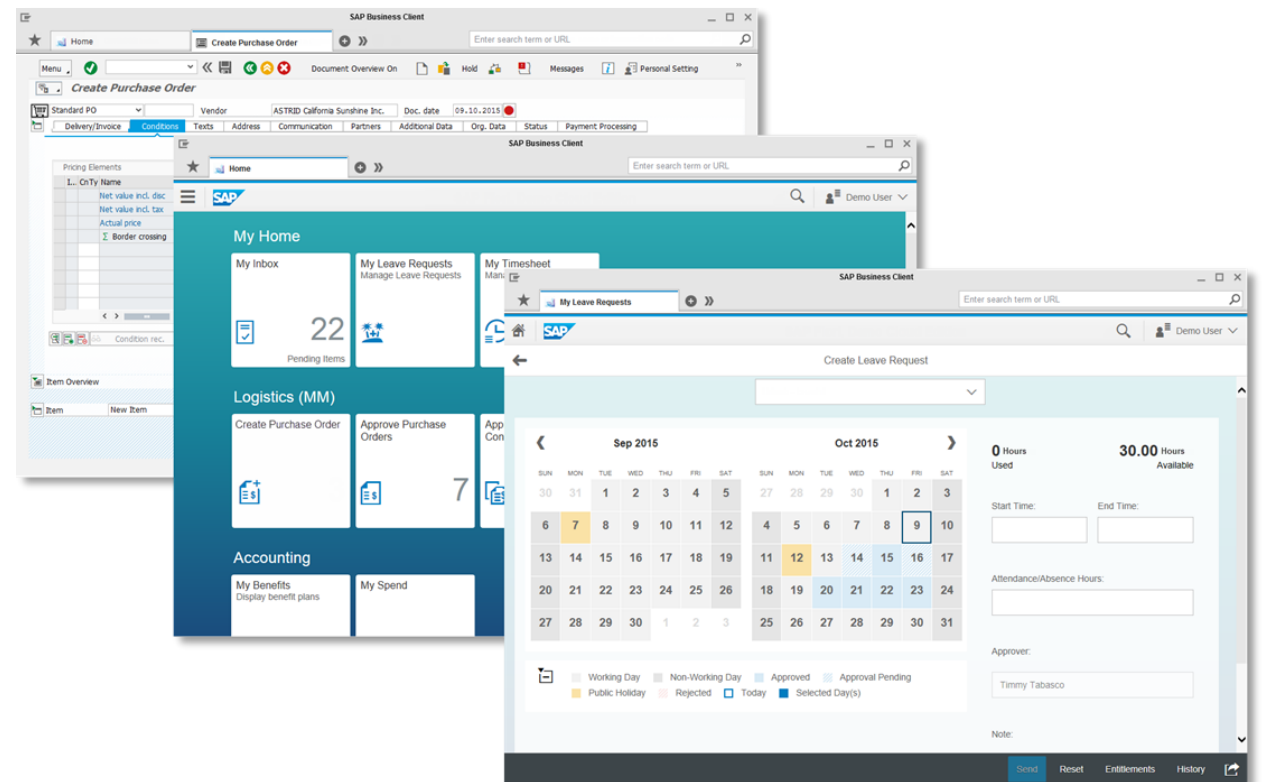 SAP Business Client
Home
Create Purchase Order
Enter search term or URL
Menu
Document Overview On
Hold
Messages
Personal Setting
Create Purchase Order
Standard PO
Vendor
ASTRID California Sunshine Inc.
Doc. date
09.10.2015
Delivery/Invoice Conditions Texts Address Communication Partners Additional Data Org. Data Status Payment Processing
Pricing Elements
I.. CnTy Name
Net value incl. disc
Net value incl. tax
Actual price
Σ Border crossing
Condition rec.
Item Overview
Item
New Item
SAP Business Client
Home
Enter search term or URL
SAP
Demo User
My Home
My Inbox
22
Pending Items
My Leave Requests
Manage Leave Requests
My Timesheet
Logistics (MM)
Create Purchase Order
Approve Purchase
Orders
7
Accounting
My Benefits
Display benefit plans
My Spend
SAP Business Client
My Leave Requests
Enter search term or URL
SAP
Demo User
Create Leave Request
Sep 2015
SUN MON TUE WED THU FRI SAT
30 31 1 2 3 4 5
6 7 8 9 10 11 12
13 14 15 16 17 18 19
20 21 22 23 24 25 26
27 28 29 30 1 2 3
Oct 2015
SUN MON TUE WED THU FRI SAT
27 28 29 30 1 2 3
4 5 6 7 8 9 10
11 12 13 14 15 16 17
18 19 20 21 22 23 24
25 26 27 28 29 30 31
Working Day Non-Working Day Approved Approval Pending
Public Holiday Rejected Today Selected Day(s)
0 Hours
Used
30.00 Hours
Available
Start Time:
End Time:
Attendance/Absence Hours:
Approver:
Timmy Tabasco
Note:
Send Reset Entitlements History